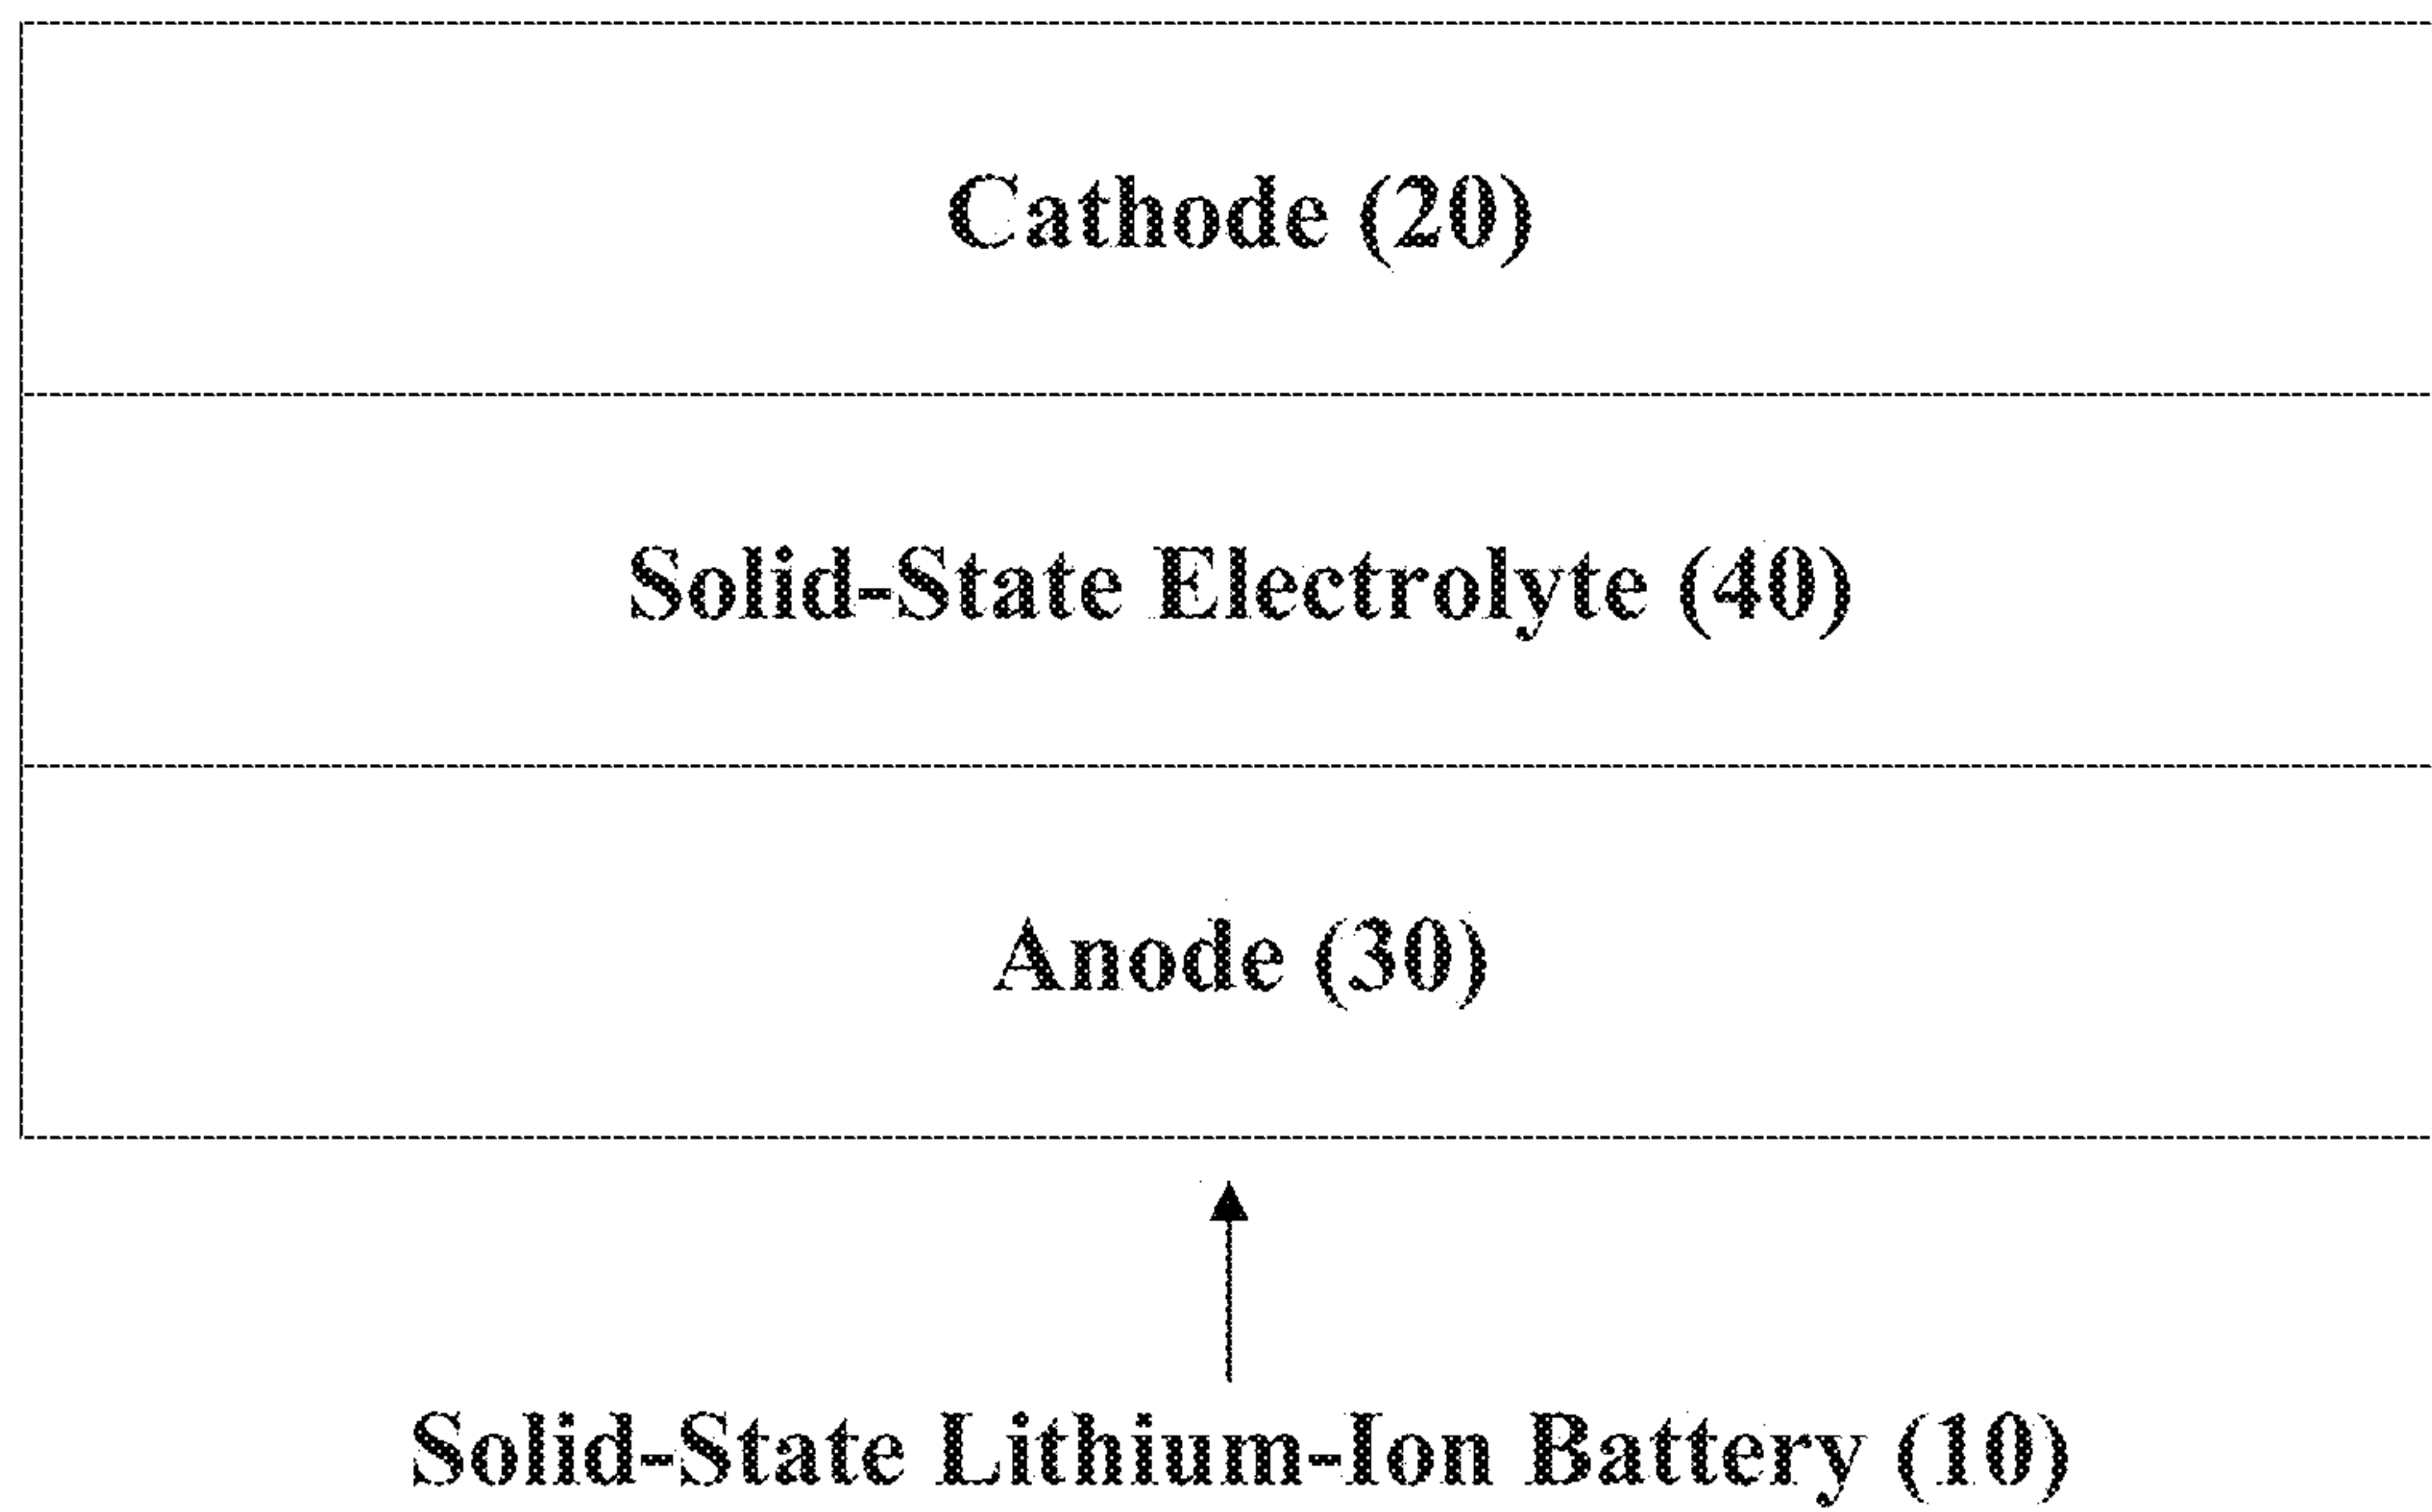 Cathode (20)
Solid-State Electrolyte (40)
Anode (30)
Solid-State Lithium-Ion Battery (10)